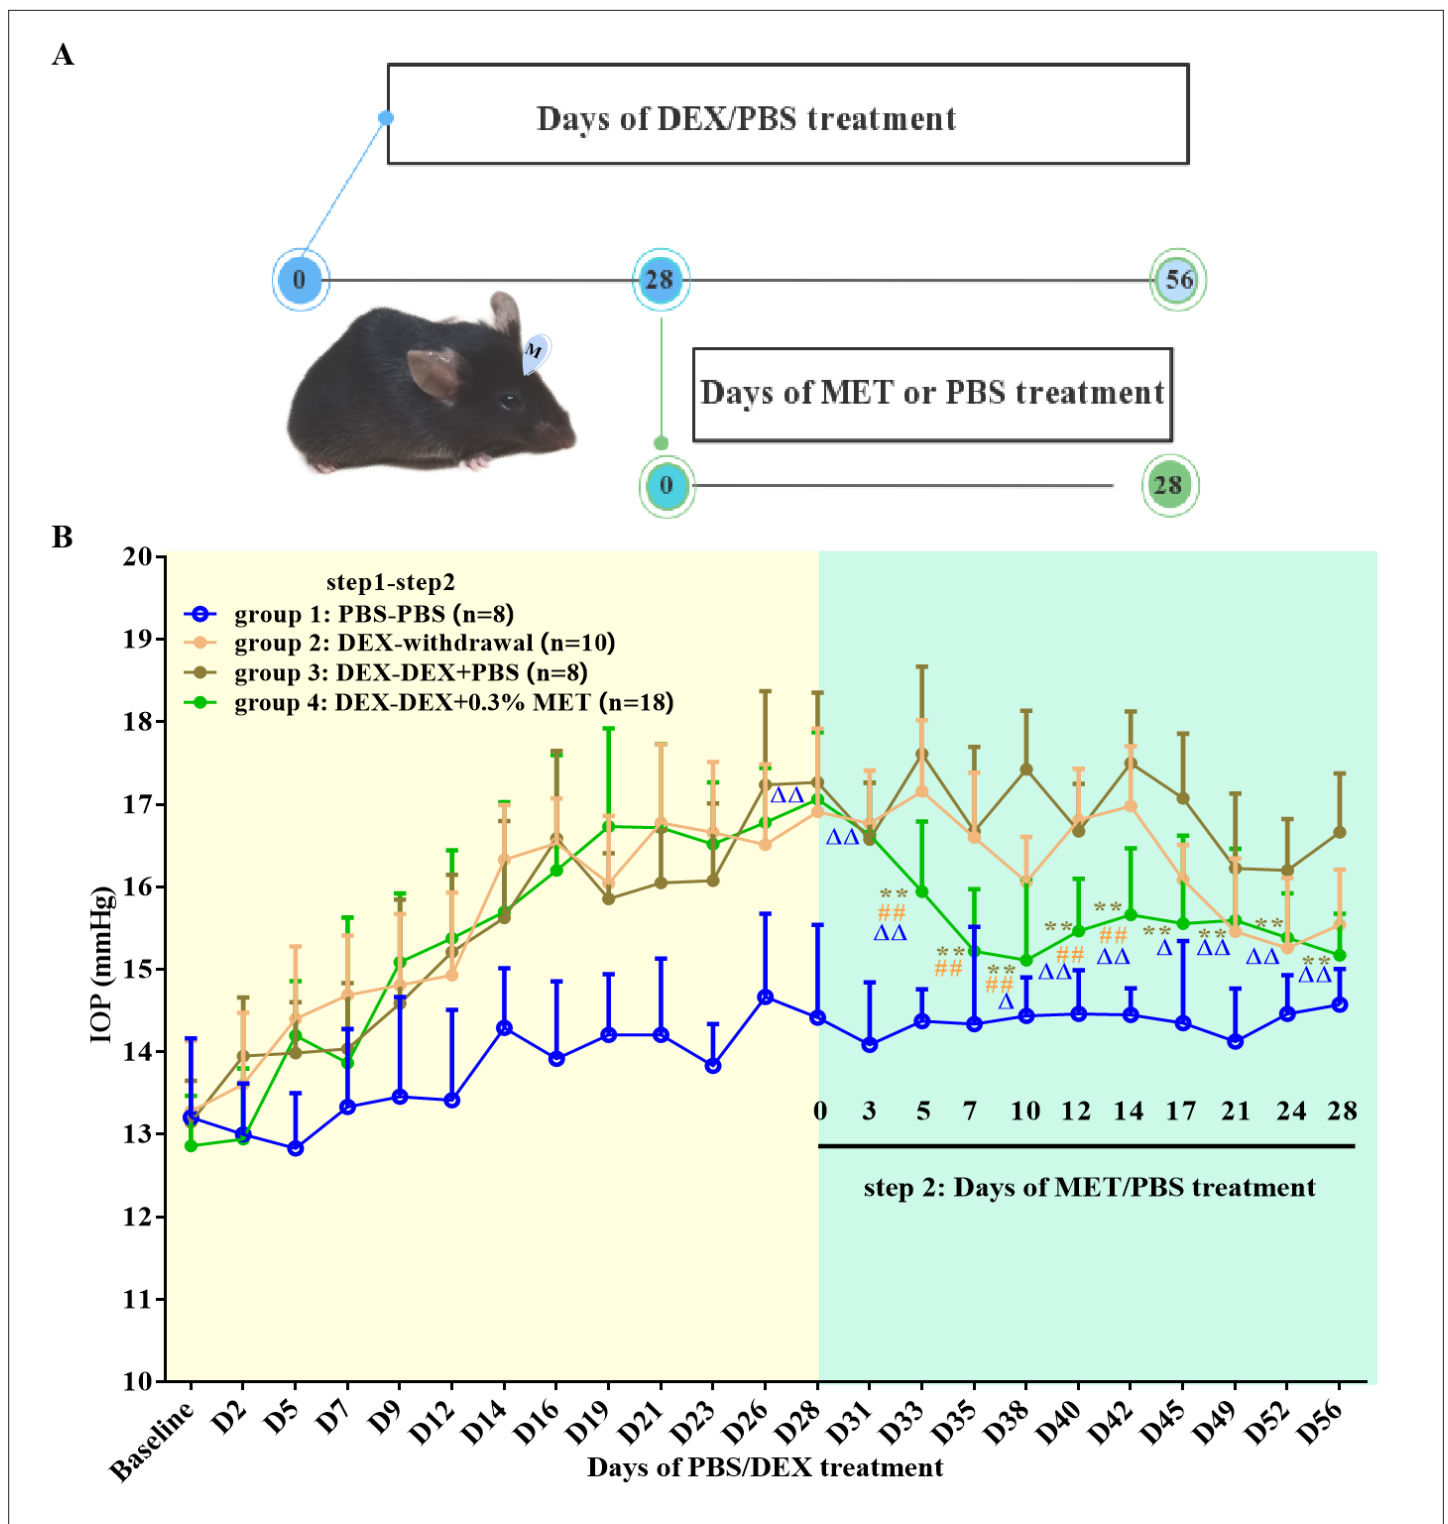 A
Days of DEX/PBS treatment
0
28
56
M
Days of MET or PBS treatment
0
28
B
20
19
18
17
16
15
14
13
12
11
10
IOP (mmHg)
step1-step2
group 1: PBS-PBS (n=8)
group 2: DEX-withdrawal (n=10)
group 3: DEX-DEX+PBS (n=8)
group 4: DEX-DEX+0.3% MET (n=18)
ΔΔ
ΔΔ
**
##
ΔΔ
**
##
**
##
Δ
**
##
ΔΔ
**
##
ΔΔ
**
Δ
**
ΔΔ
**
ΔΔ
**
ΔΔ
0 3 5 7 10 12 14 17 21 24 28
step 2: Days of MET/PBS treatment
Baseline D2 D5 D7 D9 D12 D14 D16 D19 D21 D23 D26 D28 D31 D33 D35 D38 D40 D42 D45 D49 D52 D56
Days of PBS/DEX treatment